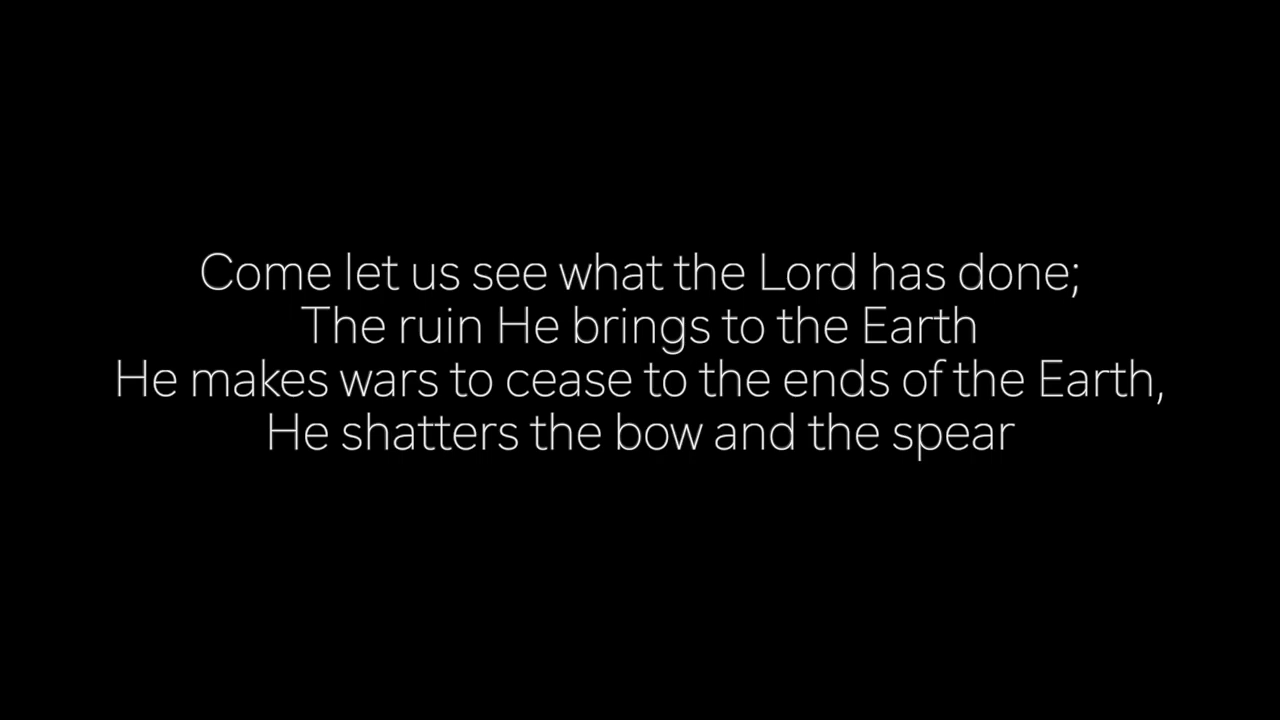 Come let us see what the Lord has done;
The ruin He brings to the Earth
He makes wars to cease to the ends of the Earth,
He shatters the bow and the spear